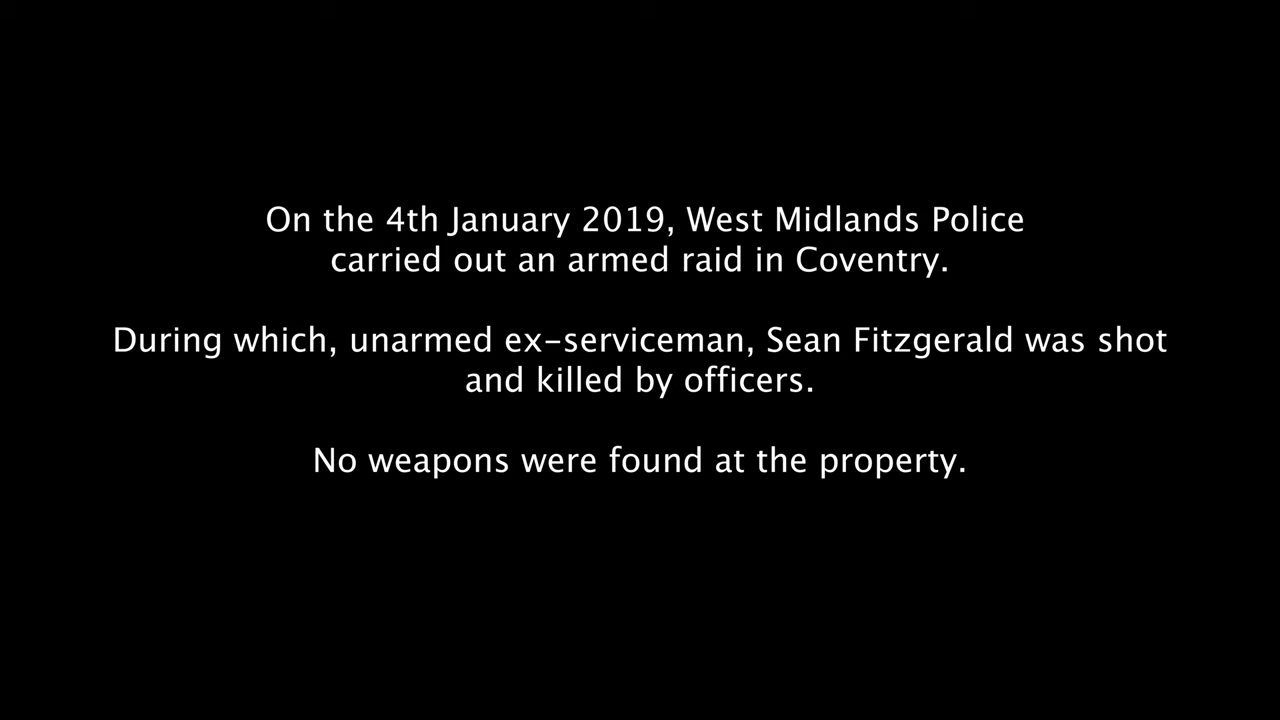 On the 4th January 2019, West Midlands Police
carried out an armed raid in Coventry.
During which, unarmed ex-serviceman, Sean Fitzgerald was shot
and killed by officers.
No weapons were found at the property.